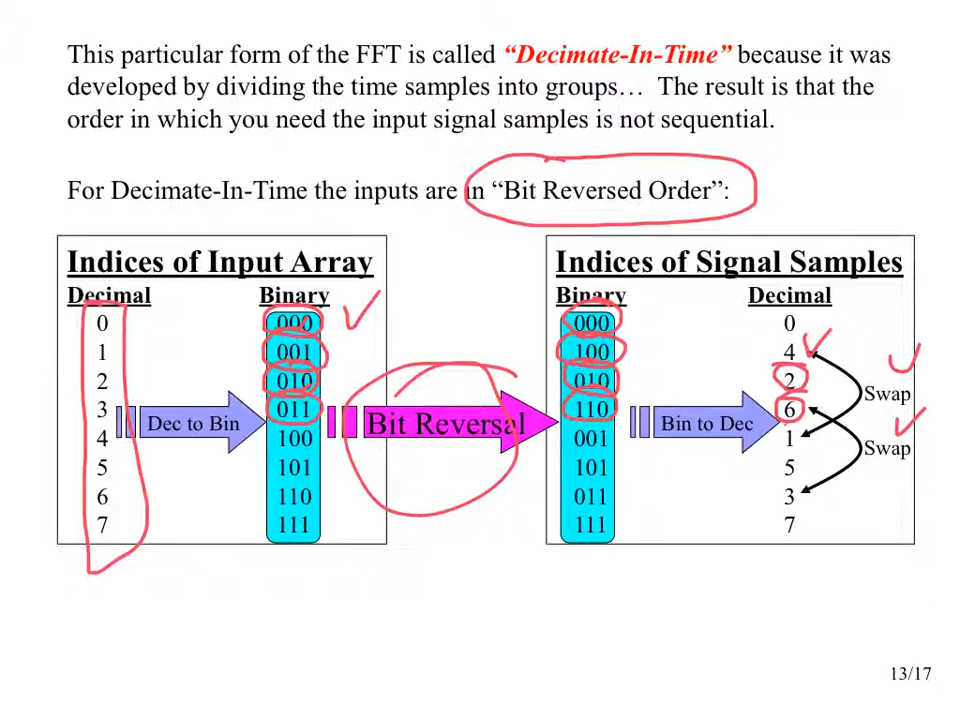 This particular form of the FFT is called “Decimate-In-Time” because it was
developed by dividing the time samples into groups… The result is that the
order in which you need the input signal samples is not sequential.
For Decimate-In-Time the inputs are in “Bit Reversed Order”:
Indices of Input Array
Decimal Binary
0 000
1 001
2 010
3 011
4 100
5 101
6 110
7 111
Dec to Bin
Bit Reversal
Indices of Signal Samples
Binary Decimal
000 0
100 4
010 2
110 6
001 1
101 5
011 3
111 7
Bin to Dec
Swap
Swap
13/17